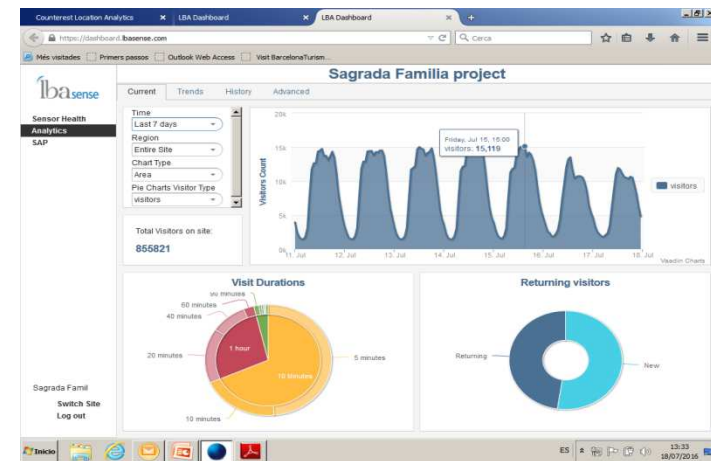 Counterest Location Analytics
LBA Dashboard
LBA Dashboard
https://dashboard.lbasense.com
Cerca
Més visitades
Primers passos
Outlook Web Access
Visit BarcelonaTurism...
lbasense
Sagrada Familia project
Current
Trends
History
Advanced
Sensor Health
Analytics
SAP
Time
Last 7 days
Region
Entire Site
Chart Type
Area
Pie Charts Visitor Type
visitors
Total Visitors on site:
855821
Visitors Count
20k
15k
10k
5k
0k
Friday, Jul 15, 15:00
visitors: 15,119
visitors
11. Jul
12. Jul
13. Jul
14. Jul
15. Jul
16. Jul
17. Jul
18. Jul
Vaadin Charts
Visit Durations
90 minutes
60 minutes
40 minutes
20 minutes
10 minutes
5 minutes
1 hour
10 Minutes
Returning visitors
Returning
New
Sagrada Famil
Switch Site
Log out
Inicio
ES
13:33
18/07/2016